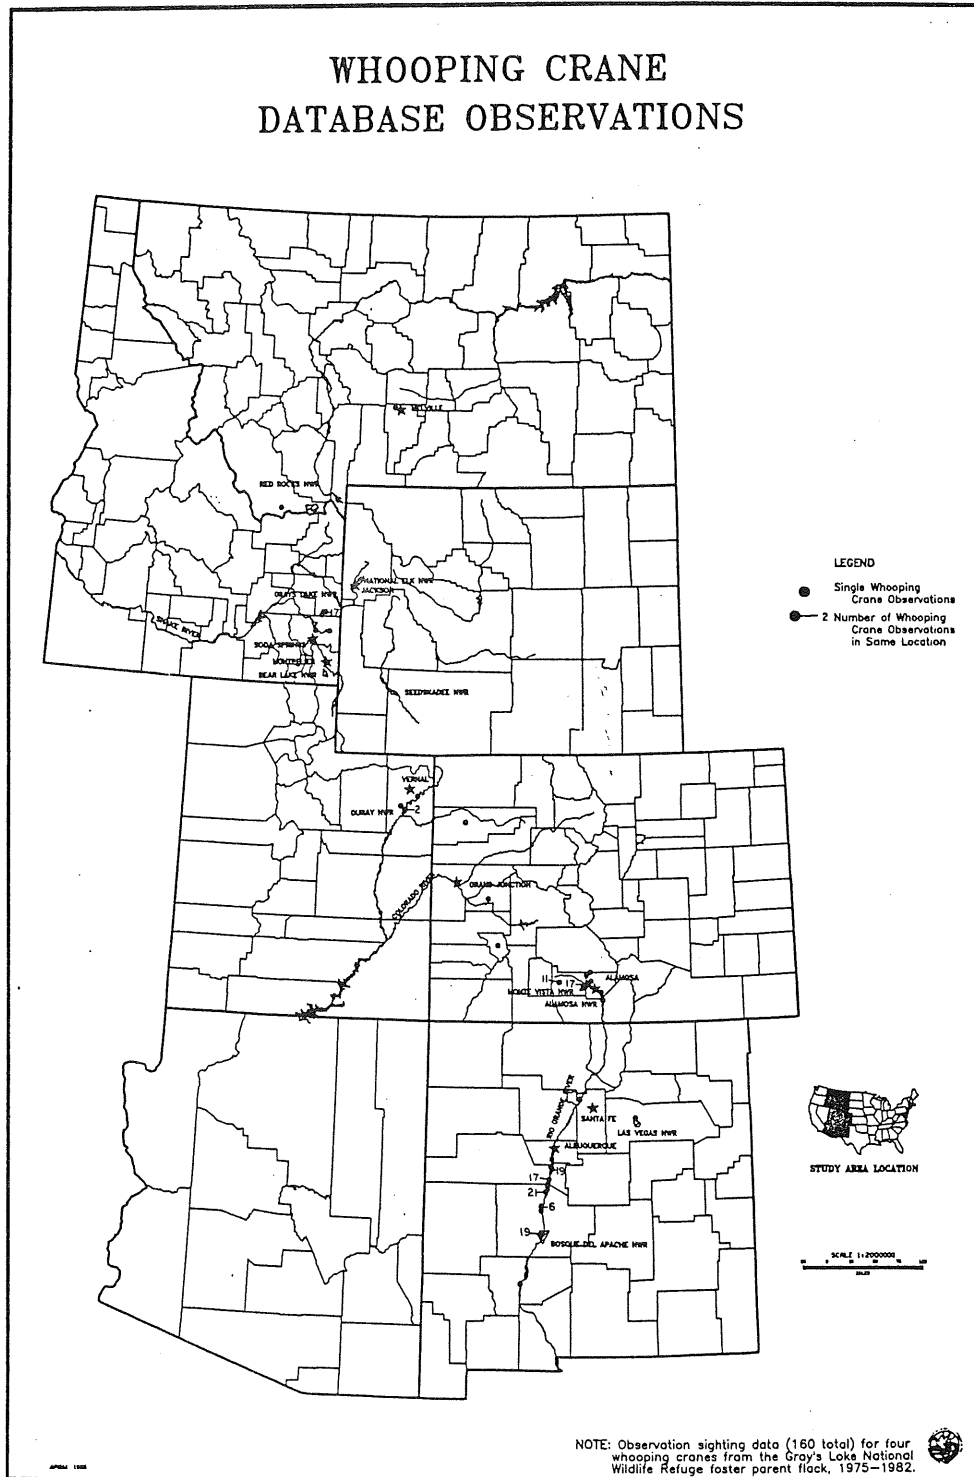 WHOOPING CRANE
DATABASE OBSERVATIONS
MELVILLE
RED ROCKS NWR
NATIONAL ELK NWR
JACKSON
GRAYS LAKE NWR
17
SNAKE RIVER
7
SODA SPRINGS
MONTPELIER
BEAR LAKE NWR
SEEDSKADEE NWR
LEGEND
Single Whooping
Crane Observations
2 Number of Whooping
Crane Observations
in Same Location
VERNAL
OURAY NWR
2
COLORADO RIVER
GRAND JUNCTION
11
17
ALAMOSA
MONTE VISTA NWR
ALAMOSA NWR
RIO GRANDE RIVER
SANTA FE
LAS VEGAS NWR
ALBUQUERQUE
19
17
21
6
19
BOSQUE DEL APACHE NWR
STUDY AREA LOCATION
SCALE 1:2000000
NOTE: Observation sighting data (160 total) for four
whooping cranes from the Gray's Lake National
Wildlife Refuge foster parent flock, 1975–1982.